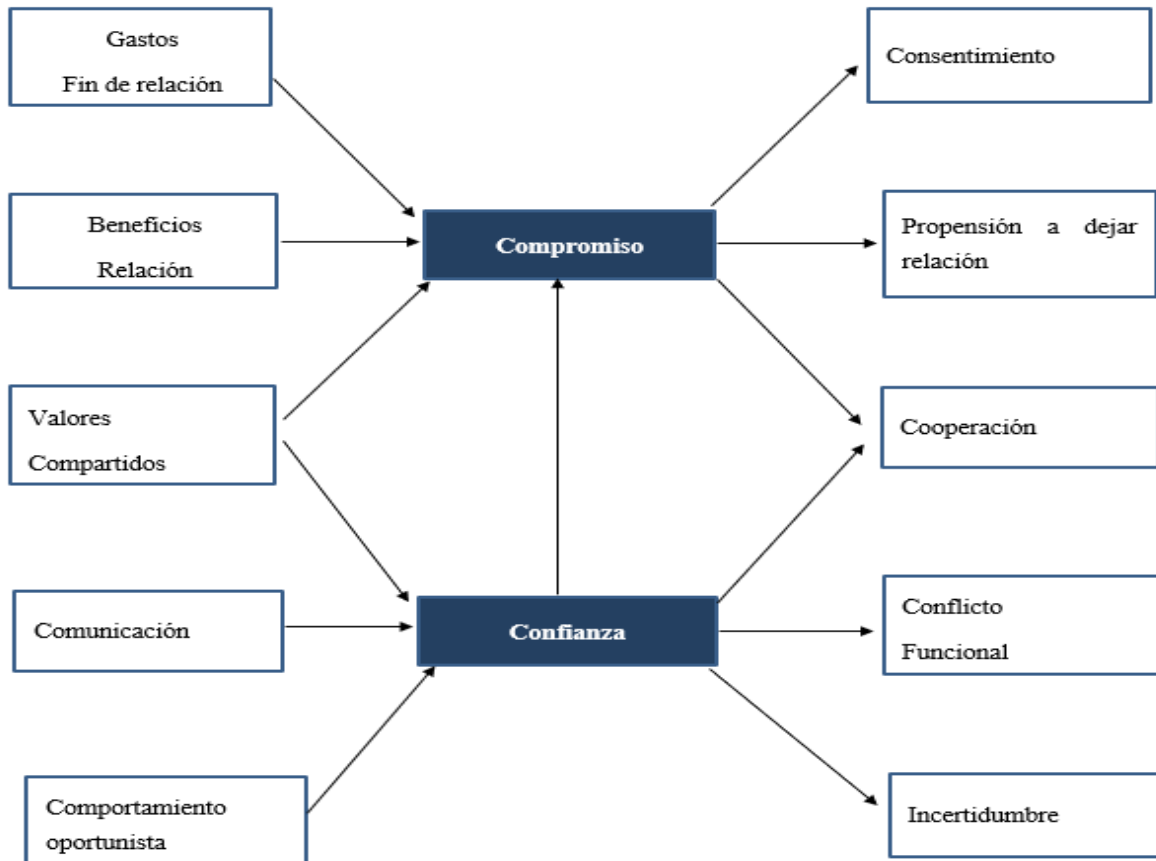 Gastos
Fin de relación
Consentimiento
Benefícios
Relación
Compromiso
Propensión a dejar
relación
Valores
Compartidos
Cooperación
Comunicación
Confianza
Conflicto
Funcional
Comportamiento
oportunista
Incertidumbre